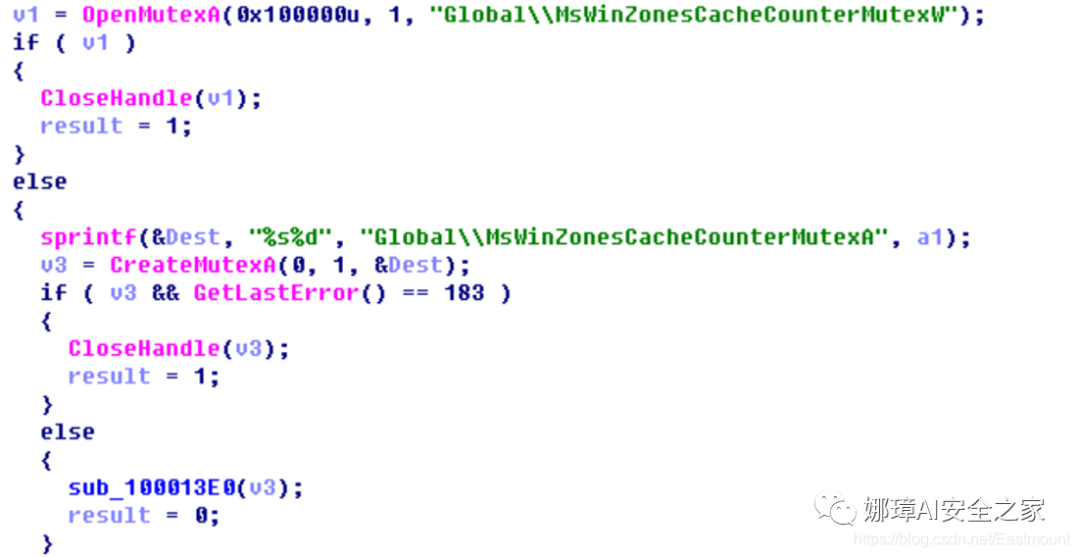 v1 = OpenMutexA(0x100000u, 1, "Global\\MsWinZonesCacheCounterMutexW");
if ( v1 )
{
  CloseHandle(v1);
  result = 1;
}
else
{
  sprintf(&Dest, "%s%d", "Global\\MsWinZonesCacheCounterMutexA", a1);
  v3 = CreateMutexA(0, 1, &Dest);
  if ( v3 && GetLastError() == 183 )
  {
    CloseHandle(v3);
    result = 1;
  }
  else
  {
    sub_100013E0(v3);
    result = 0;
  }
娜璋AI安全之家
https://blog.csdn.net/Eastmount